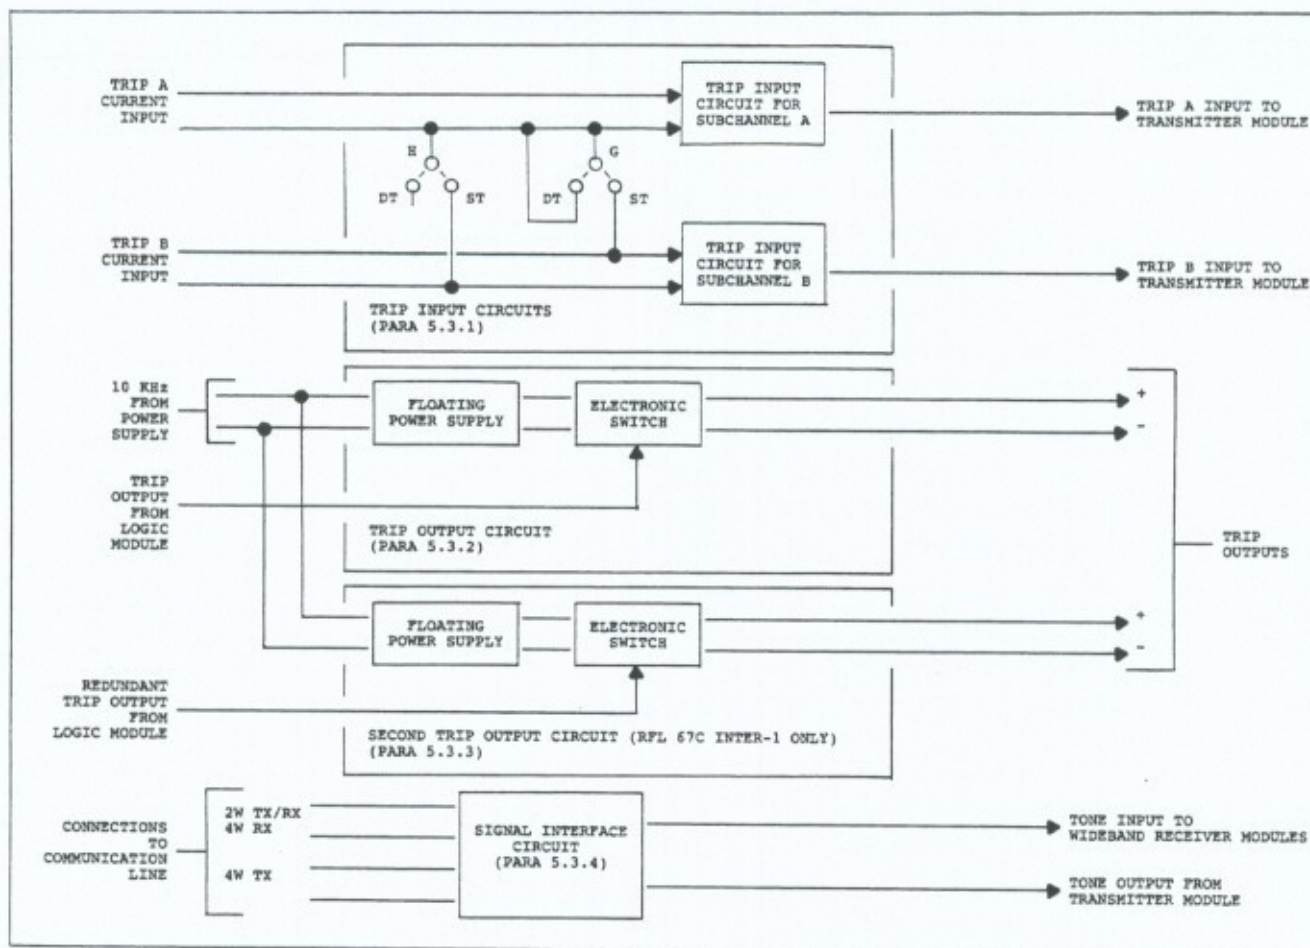 TRIP A
CURRENT
INPUT
TRIP INPUT
CIRCUIT FOR
SUBCHANNEL A
TRIP A INPUT TO
TRANSMITTER MODULE
H
G
DT
ST
DT
ST
TRIP B
CURRENT
INPUT
TRIP INPUT
CIRCUIT FOR
SUBCHANNEL B
TRIP B INPUT TO
TRANSMITTER MODULE
TRIP INPUT CIRCUITS
(PARA 5.3.1)
10 KHz
FROM
POWER
SUPPLY
FLOATING
POWER SUPPLY
ELECTRONIC
SWITCH
+
-
TRIP
OUTPUT
FROM
LOGIC
MODULE
TRIP OUTPUT CIRCUIT
(PARA 5.3.2)
TRIP
OUTPUTS
FLOATING
POWER SUPPLY
ELECTRONIC
SWITCH
+
-
REDUNDANT
TRIP OUTPUT
FROM
LOGIC MODULE
SECOND TRIP OUTPUT CIRCUIT (RFL 67C INTER-1 ONLY)
(PARA 5.3.3)
CONNECTIONS
TO
COMMUNICATION
LINE
2W TX/RX
4W RX
4W TX
SIGNAL INTERFACE
CIRCUIT
(PARA 5.3.4)
TONE INPUT TO
WIDEBAND RECEIVER MODULES
TONE OUTPUT FROM
TRANSMITTER MODULE